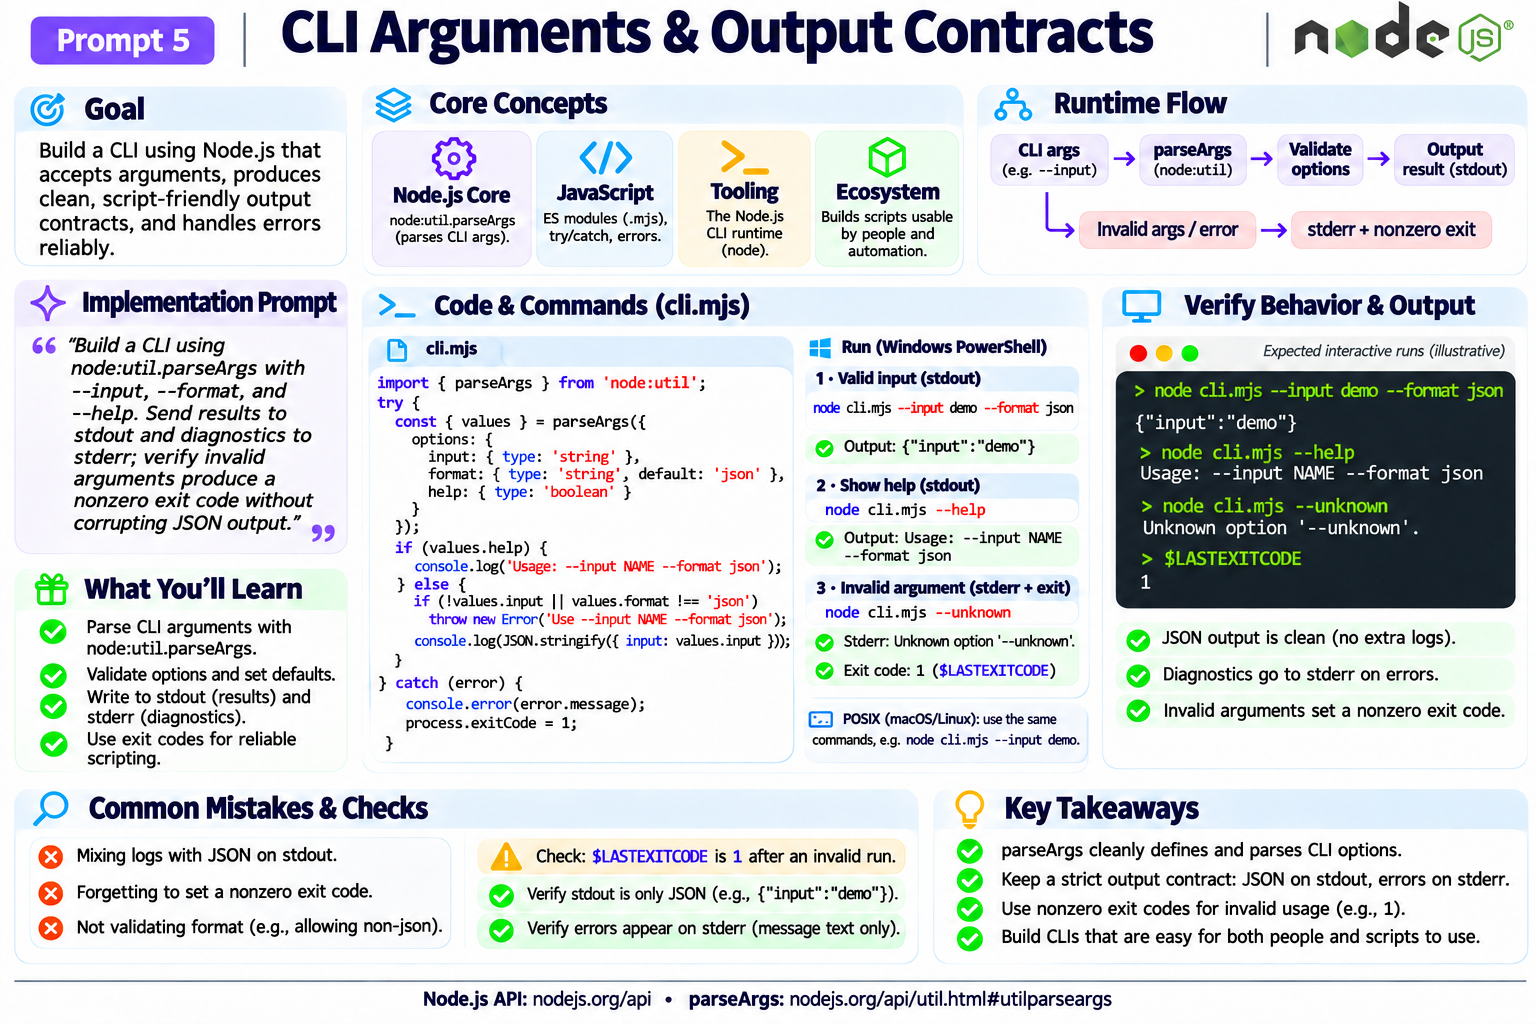 Prompt 5
CLI Arguments & Output Contracts
node
JS
®
Goal
Build a CLI using Node.js that
accepts arguments, produces
clean, script-friendly output
contracts, and handles errors
reliably.
Core Concepts
Node.js Core
node:util.parseArgs
(parses CLI args).
JavaScript
ES modules (.mjs),
try/catch, errors.
Tooling
The Node.js
CLI runtime
(node).
Ecosystem
Builds scripts usable
by people and
automation.
Runtime Flow
CLI args
(e.g. --input)
parseArgs
(node:util)
Validate
options
Output
result (stdout)
Invalid args / error
stderr + nonzero exit
Implementation Prompt
“Build a CLI using
node:util.parseArgs with
--input, --format, and
--help. Send results to
stdout and diagnostics to
stderr; verify invalid
arguments produce a
nonzero exit code without
corrupting JSON output.”
What You’ll Learn
Parse CLI arguments with
node:util.parseArgs.
Validate options and set defaults.
Write to stdout (results) and
stderr (diagnostics).
Use exit codes for reliable
scripting.
Code & Commands (cli.mjs)
cli.mjs
import { parseArgs } from 'node:util';
try {
const { values } = parseArgs({
options: {
input: { type: 'string' },
format: { type: 'string', default: 'json' },
help: { type: 'boolean' }
}
});
if (values.help) {
console.log('Usage: --input NAME --format json');
} else {
if (!values.input || values.format !== 'json')
throw new Error('Use --input NAME --format json');
console.log(JSON.stringify({ input: values.input }));
}
} catch (error) {
console.error(error.message);
process.exitCode = 1;
}
Run (Windows PowerShell)
1 · Valid input (stdout)
node cli.mjs --input demo --format json
Output: {"input":"demo"}
2 · Show help (stdout)
node cli.mjs --help
Output: Usage: --input NAME
--format json
3 · Invalid argument (stderr + exit)
node cli.mjs --unknown
Stderr: Unknown option '--unknown'.
Exit code: 1 ($LASTEXITCODE)
POSIX (macOS/Linux): use the same
commands, e.g. node cli.mjs --input demo.
Verify Behavior & Output
Expected interactive runs (illustrative)
> node cli.mjs --input demo --format json
{"input":"demo"}
> node cli.mjs --help
Usage: --input NAME --format json
> node cli.mjs --unknown
Unknown option '--unknown'.
> $LASTEXITCODE
1
JSON output is clean (no extra logs).
Diagnostics go to stderr on errors.
Invalid arguments set a nonzero exit code.
Common Mistakes & Checks
Mixing logs with JSON on stdout.
Forgetting to set a nonzero exit code.
Not validating format (e.g., allowing non-json).
Check: $LASTEXITCODE is 1 after an invalid run.
Verify stdout is only JSON (e.g., {"input":"demo"}).
Verify errors appear on stderr (message text only).
Key Takeaways
parseArgs cleanly defines and parses CLI options.
Keep a strict output contract: JSON on stdout, errors on stderr.
Use nonzero exit codes for invalid usage (e.g., 1).
Build CLIs that are easy for both people and scripts to use.
Node.js API: nodejs.org/api • parseArgs: nodejs.org/api/util.html#utilparseargs